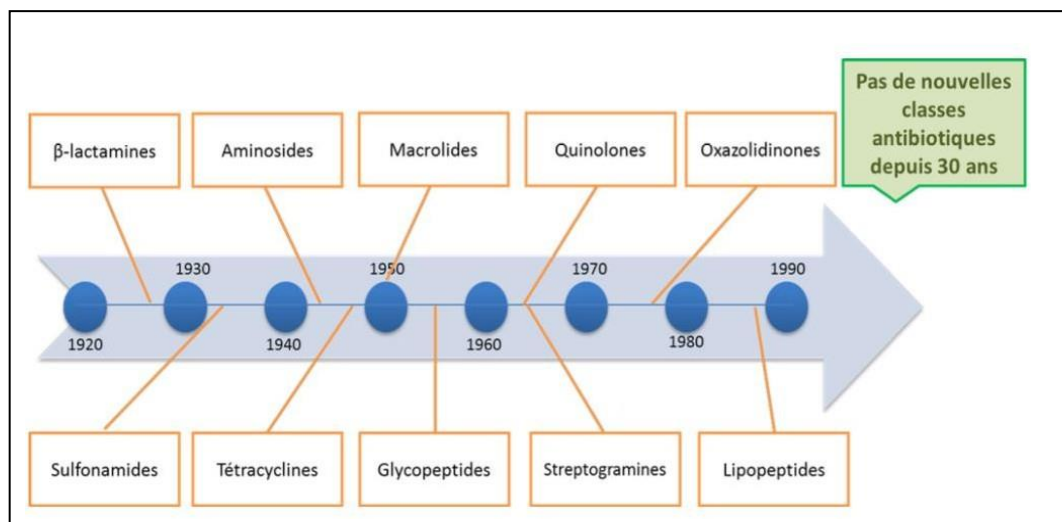 Pas de nouvelles
classes
antibiotiques
depuis 30 ans
β-lactamines
Aminosides
Macrolides
Quinolones
Oxazolidinones
1930
1950
1970
1990
1920
1940
1960
1980
Sulfonamides
Tétracyclines
Glycopeptides
Streptogramines
Lipopeptides